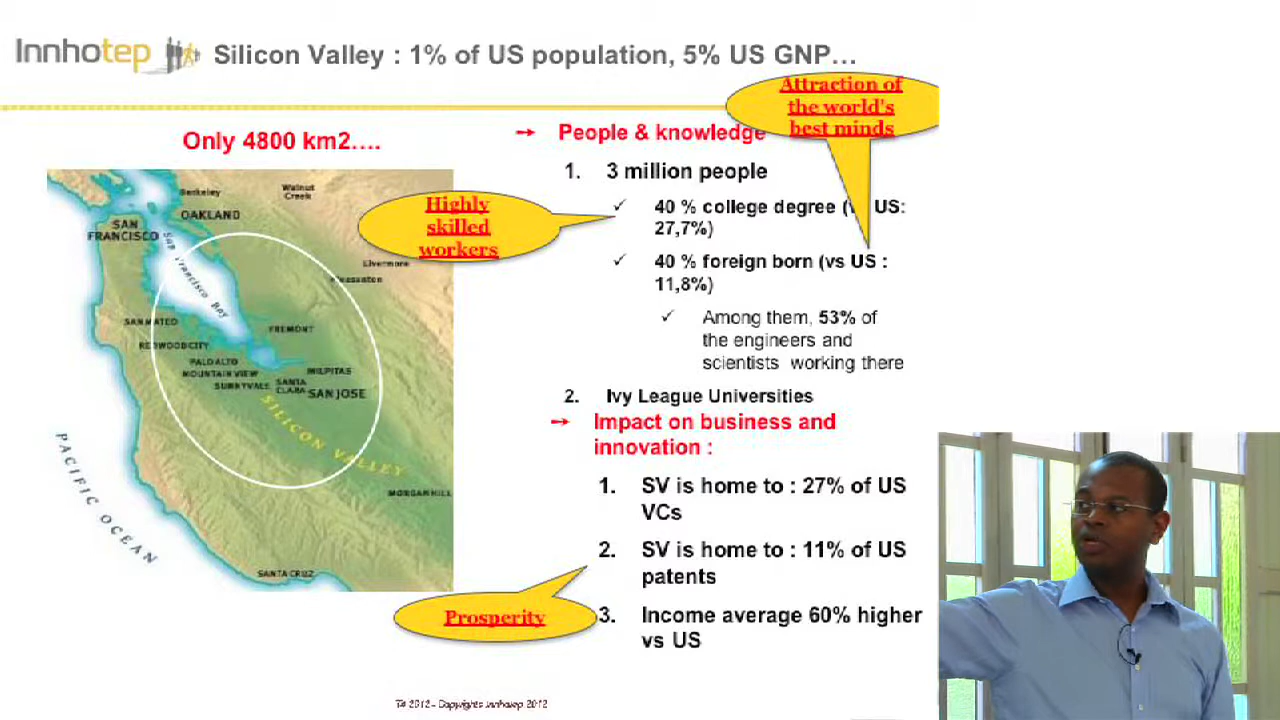 Innhotep
Silicon Valley : 1% of US population, 5% US GNP…
Only 4800 km2….
Berkeley
Walnut
Creek
OAKLAND
SAN
FRANCISCO
San Francisco Bay
Livermore
Pleasanton
SAN MATEO
FREMONT
REDWOOD CITY
PALO ALTO
MILPITAS
MOUNTAIN VIEW
SUNNYVALE
SANTA
CLARA
SAN JOSE
SILICON VALLEY
MORGAN HILL
PACIFIC OCEAN
SANTA CRUZ
Highly
skilled
workers
Attraction of
the world's
best minds
People & knowledge
1. 3 million people
40 % college degree (v US:
27,7%)
40 % foreign born (vs US :
11,8%)
Among them, 53% of
the engineers and
scientists working there
2. Ivy League Universities
Impact on business and
innovation :
1. SV is home to : 27% of US
VCs
2. SV is home to : 11% of US
patents
3. Income average 60% higher
vs US
Prosperity
2012 - Copyrights Innhotep 2012